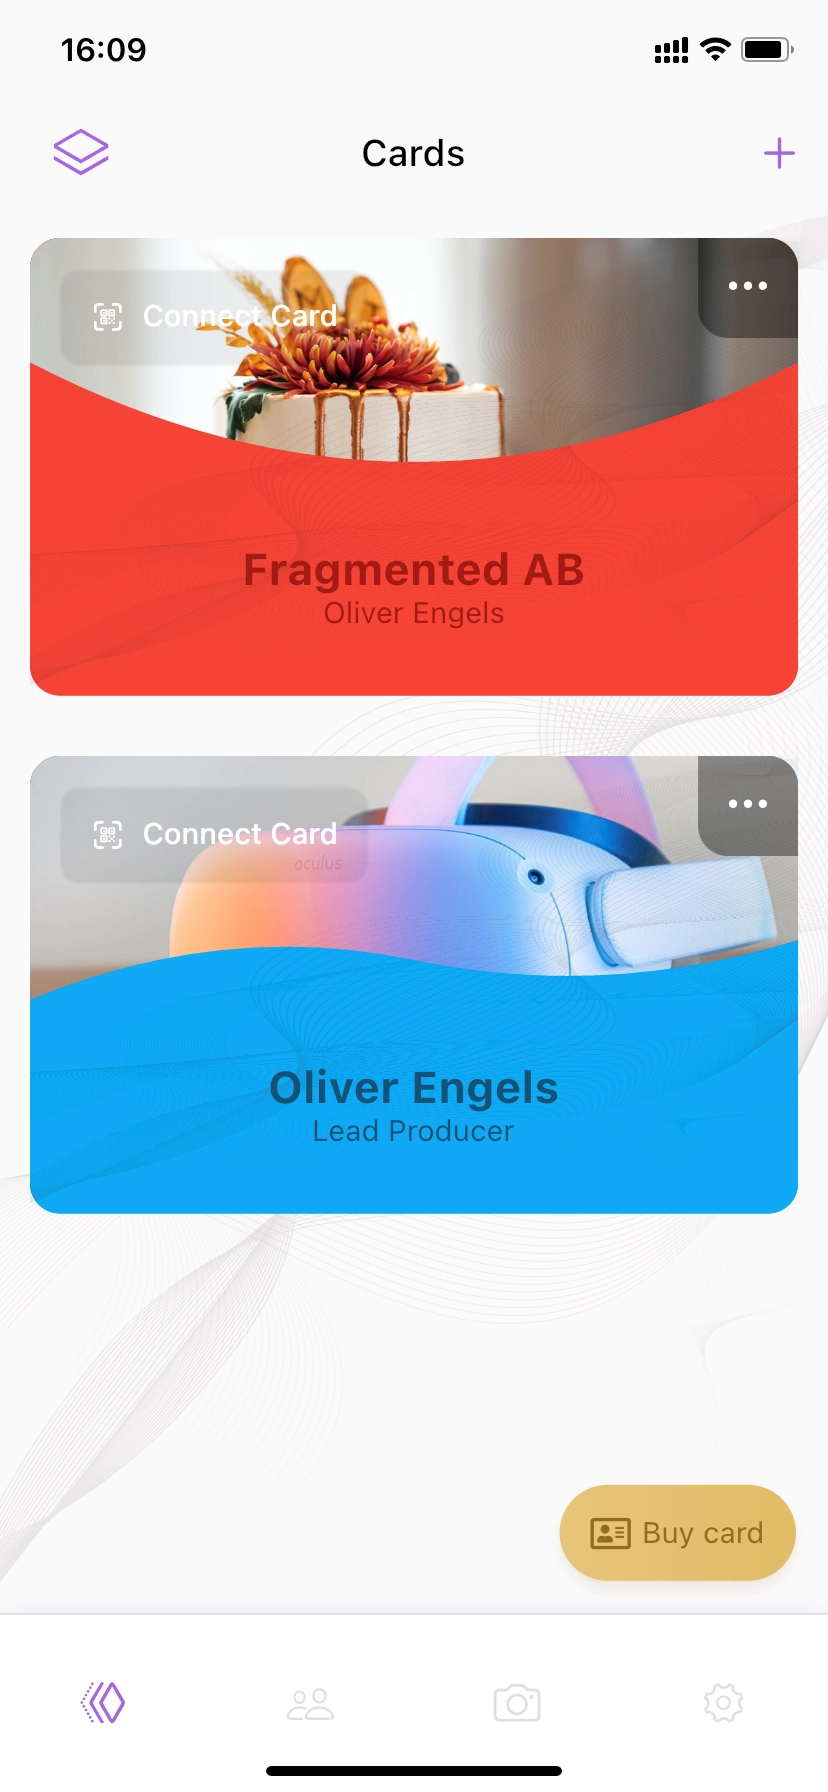 16:09
Cards
Connect Card
Fragmented AB
Oliver Engels
Connect Card
oculus
Oliver Engels
Lead Producer
Buy card